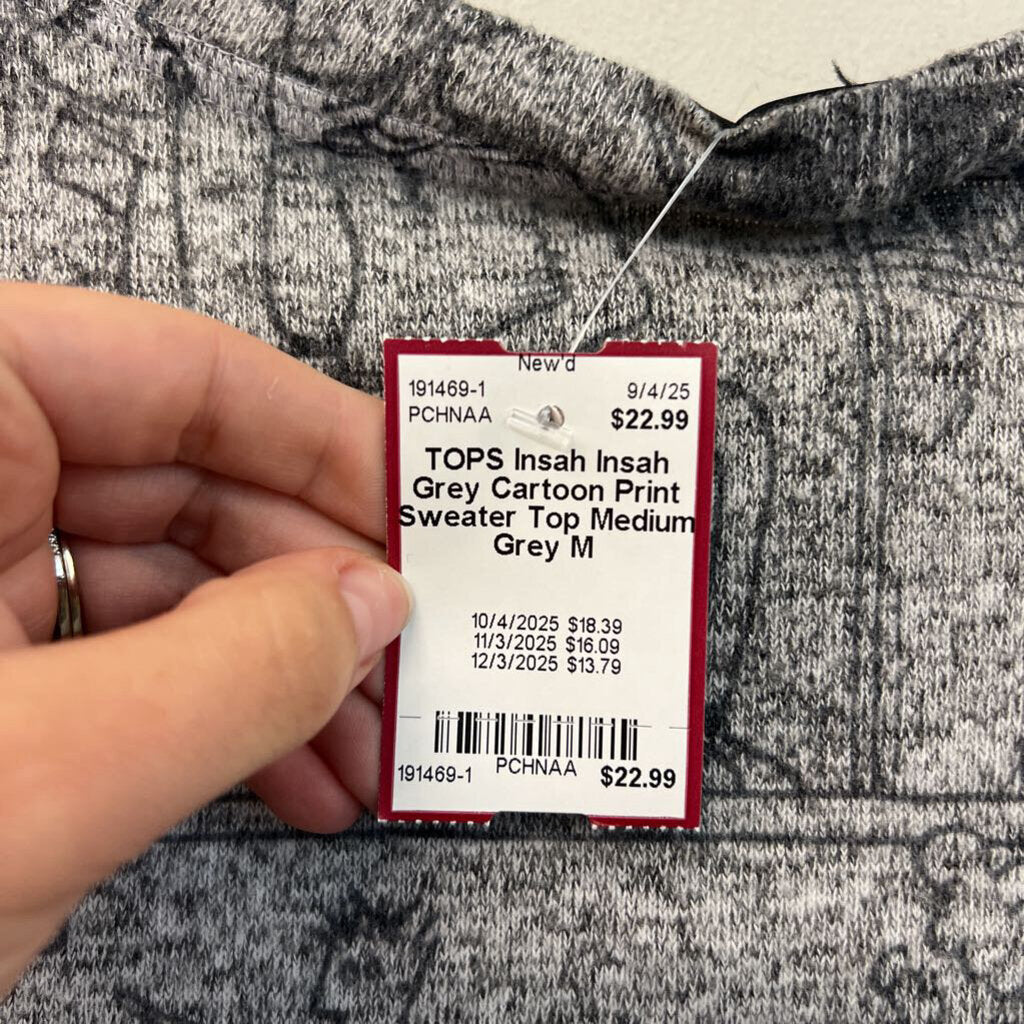 New'd
191469-1 9/4/25
PCHNAA $22.99
TOPS Insah Insah
Grey Cartoon Print
Sweater Top Medium
Grey M
10/4/2025 $18.39
11/3/2025 $16.09
12/3/2025 $13.79
191469-1 PCHNAA $22.99